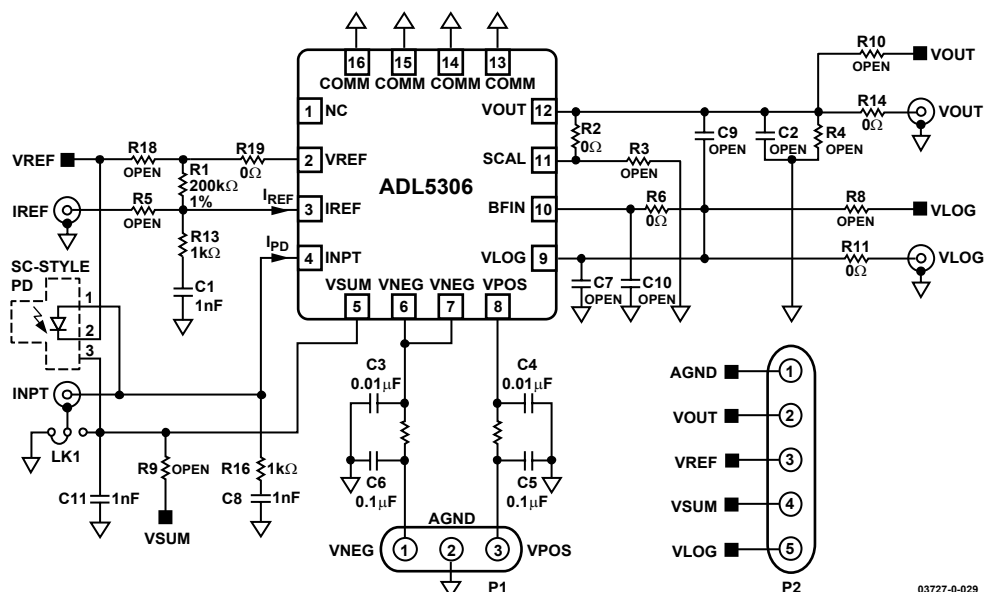 16 15 14 13
COMM COMM COMM COMM
R10
OPEN
VOUT
1 NC
VOUT 12
R14
0Ω
VOUT
R2
0Ω
C9
OPEN
C2
OPEN
R4
OPEN
VREF
R18
OPEN
R19
0Ω
2 VREF
SCAL 11
R3
OPEN
R1
200kΩ
1%
ADL5306
IREF
R5
OPEN
IREF
3 IREF
BFIN 10
R6
0Ω
R8
OPEN
VLOG
R13
1kΩ
IPD
4 INPT
VLOG 9
R11
0Ω
VLOG
SC-STYLE
PD
1
2
3
C1
1nF
VSUM VNEG VNEG VPOS
5 6 7 8
C7
OPEN
C10
OPEN
INPT
LK1
C3
0.01μF
C4
0.01μF
R9 OPEN
R16 1kΩ
C11 1nF
C8 1nF
VSUM
C6
0.1μF
C5
0.1μF
AGND
VNEG 1 2 3 VPOS
P1
AGND 1
VOUT 2
VREF 3
VSUM 4
VLOG 5
P2
03727-0-029